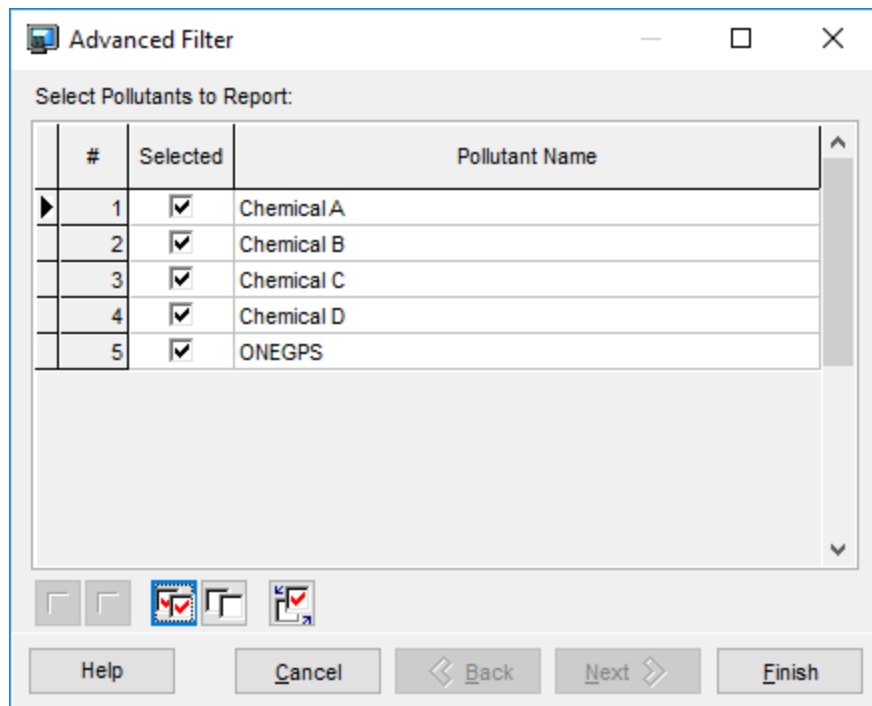 Advanced Filter
Select Pollutants to Report:
# Selected Pollutant Name
1 Chemical A
2 Chemical B
3 Chemical C
4 Chemical D
5 ONEGPS
Help Cancel Back Next Finish